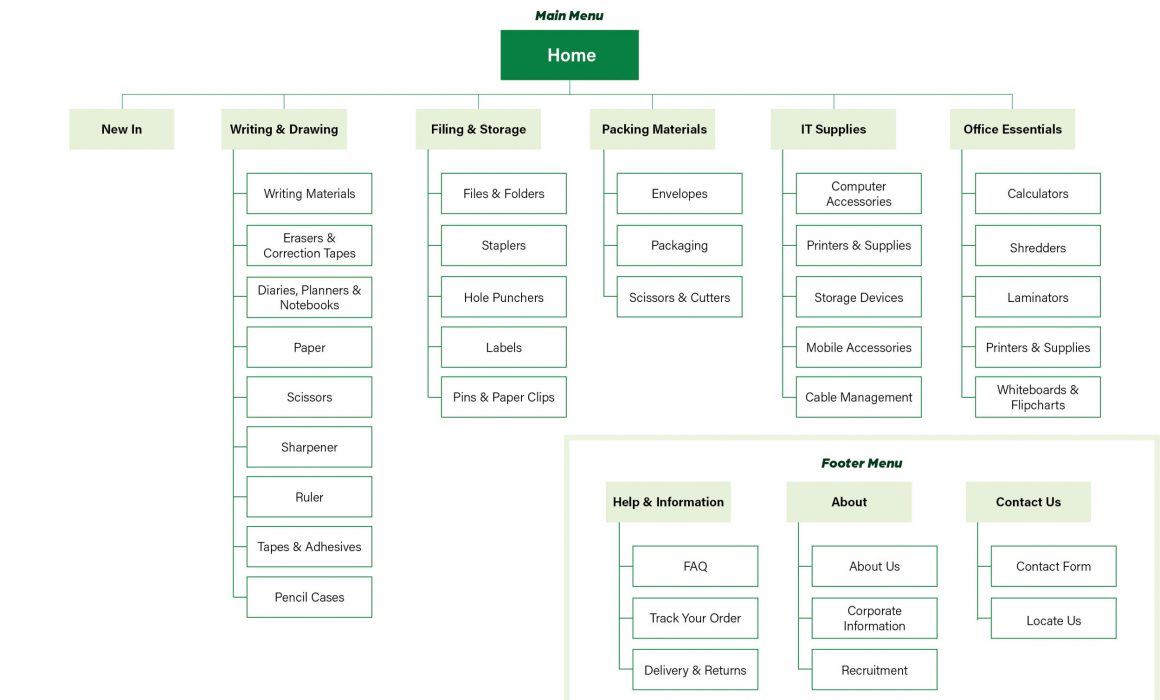 Main Menu
Home
New In
Writing & Drawing
Filing & Storage
Packing Materials
IT Supplies
Office Essentials
Writing Materials
Erasers &
Correction Tapes
Diaries, Planners &
Notebooks
Paper
Scissors
Sharpener
Ruler
Tapes & Adhesives
Pencil Cases
Files & Folders
Staplers
Hole Punchers
Labels
Pins & Paper Clips
Envelopes
Packaging
Scissors & Cutters
Computer
Accessories
Printers & Supplies
Storage Devices
Mobile Accessories
Cable Management
Calculators
Shredders
Laminators
Printers & Supplies
Whiteboards &
Flipcharts
Footer Menu
Help & Information
About
Contact Us
FAQ
Track Your Order
Delivery & Returns
About Us
Corporate
Information
Recruitment
Contact Form
Locate Us